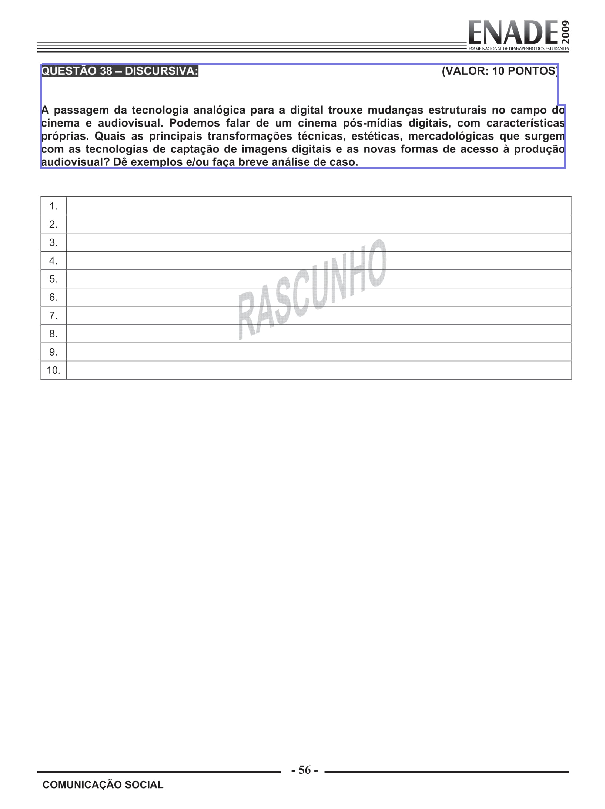 ENADE 2009
EXAME NACIONAL DE DESEMPENHO DOS ESTUDANTES
QUESTÃO 38 – DISCURSIVA: (VALOR: 10 PONTOS)
A passagem da tecnologia analógica para a digital trouxe mudanças estruturais no campo do
cinema e audiovisual. Podemos falar de um cinema pós-mídias digitais, com características
próprias. Quais as principais transformações técnicas, estéticas, mercadológicas que surgem
com as tecnologias de captação de imagens digitais e as novas formas de acesso à produção
audiovisual? Dê exemplos e/ou faça breve análise de caso.
1.
2.
3.
4.
5.
6.
7.
8.
9.
10.
RASCUNHO
- 56 -
COMUNICAÇÃO SOCIAL